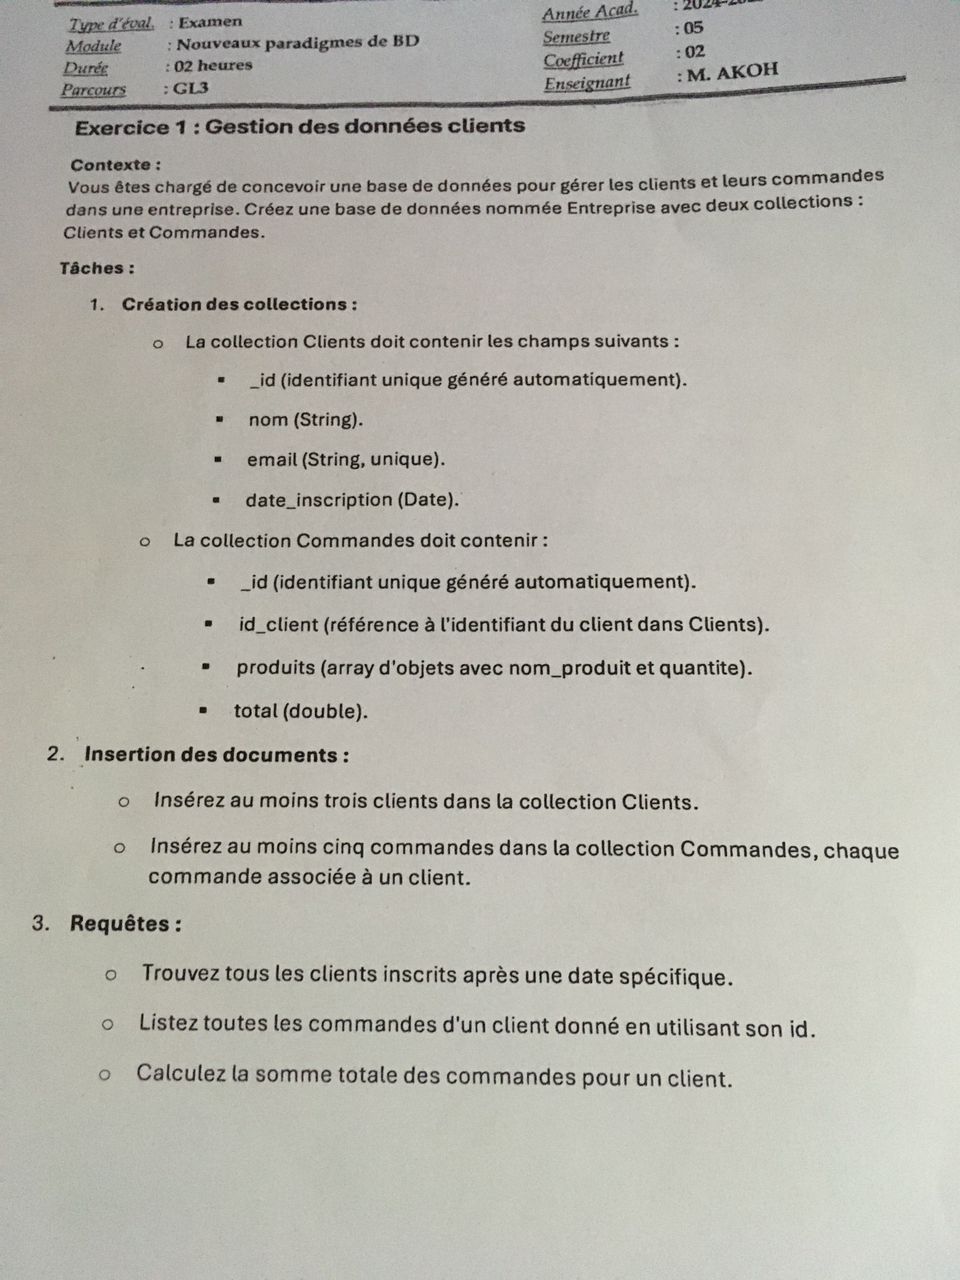 Type d'éval. : Examen
Module : Nouveaux paradigmes de BD
Durée : 02 heures
Parcours : GL3
Année Acad.
Semestre : 05
Coefficient : 02
Enseignant : M. AKOH
Exercice 1 : Gestion des données clients
Contexte :
Vous êtes chargé de concevoir une base de données pour gérer les clients et leurs commandes
dans une entreprise. Créez une base de données nommée Entreprise avec deux collections :
Clients et Commandes.
Tâches :
1. Création des collections :
o La collection Clients doit contenir les champs suivants :
▪ _id (identifiant unique généré automatiquement).
▪ nom (String).
▪ email (String, unique).
▪ date_inscription (Date).
o La collection Commandes doit contenir :
▪ _id (identifiant unique généré automatiquement).
▪ id_client (référence à l'identifiant du client dans Clients).
▪ produits (array d'objets avec nom_produit et quantite).
▪ total (double).
2. Insertion des documents :
o Insérez au moins trois clients dans la collection Clients.
o Insérez au moins cinq commandes dans la collection Commandes, chaque
commande associée à un client.
3. Requêtes :
o Trouvez tous les clients inscrits après une date spécifique.
o Listez toutes les commandes d'un client donné en utilisant son id.
o Calculez la somme totale des commandes pour un client.